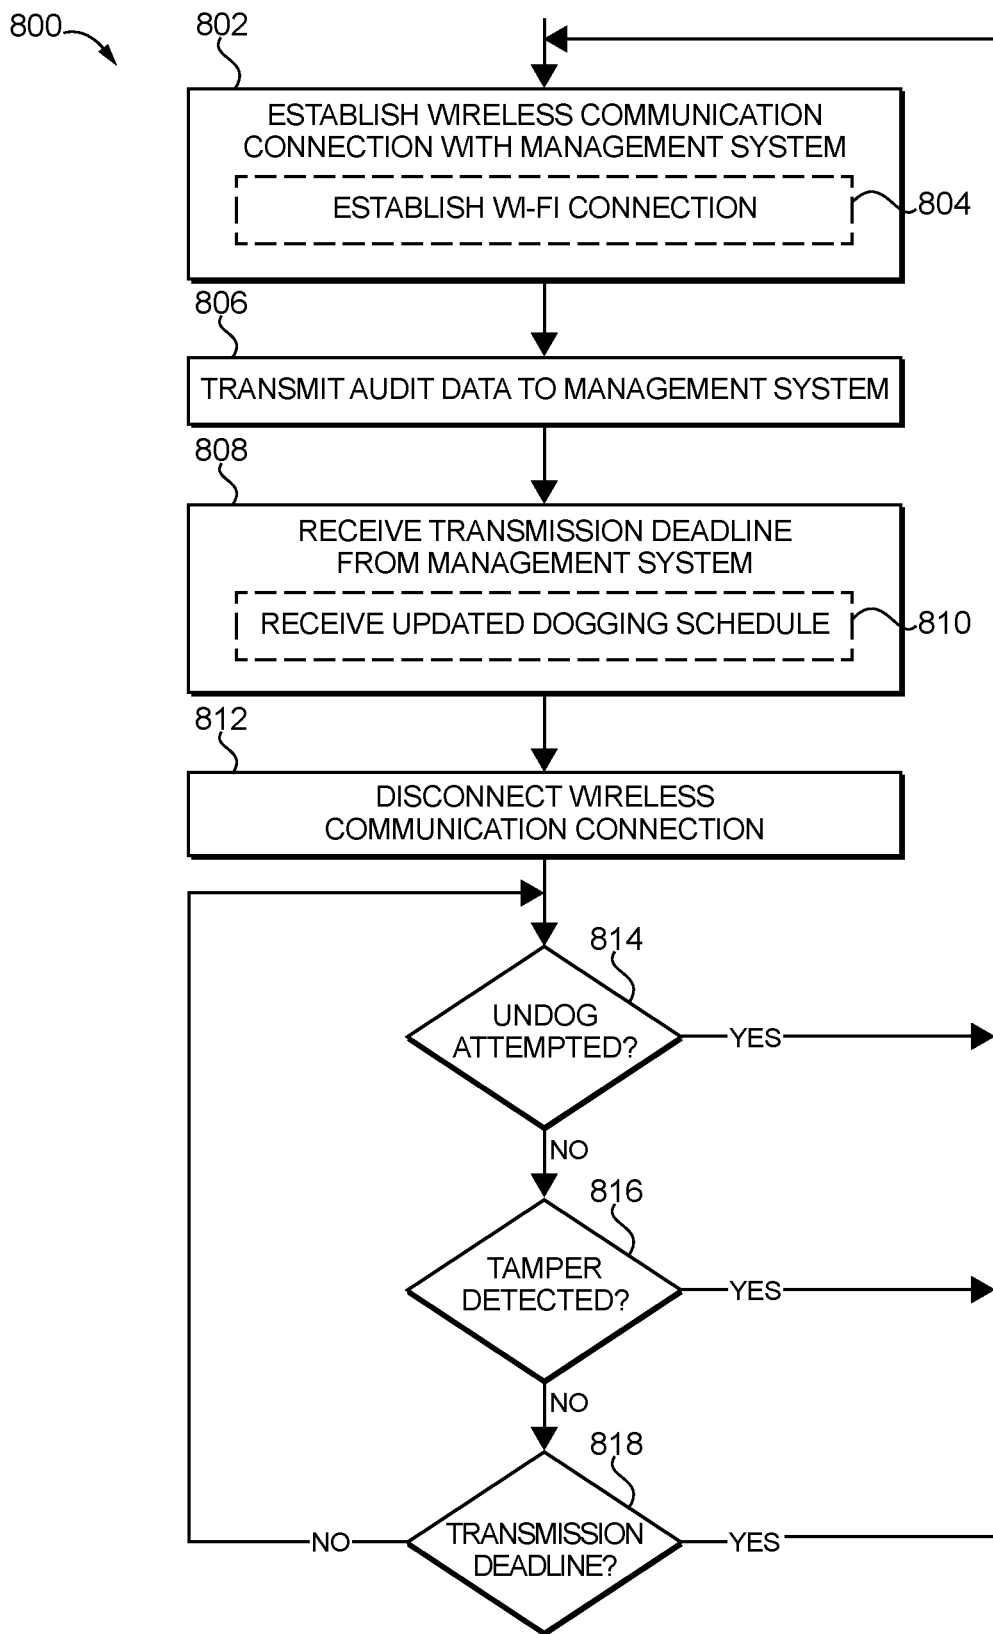 800
802
ESTABLISH WIRELESS COMMUNICATION
CONNECTION WITH MANAGEMENT SYSTEM
ESTABLISH WI-FI CONNECTION
804
806
TRANSMIT AUDIT DATA TO MANAGEMENT SYSTEM
808
RECEIVE TRANSMISSION DEADLINE
FROM MANAGEMENT SYSTEM
RECEIVE UPDATED DOGGING SCHEDULE
810
812
DISCONNECT WIRELESS
COMMUNICATION CONNECTION
814
UNDOG
ATTEMPTED?
YES
NO
816
TAMPER
DETECTED?
YES
NO
818
TRANSMISSION
DEADLINE?
NO
YES